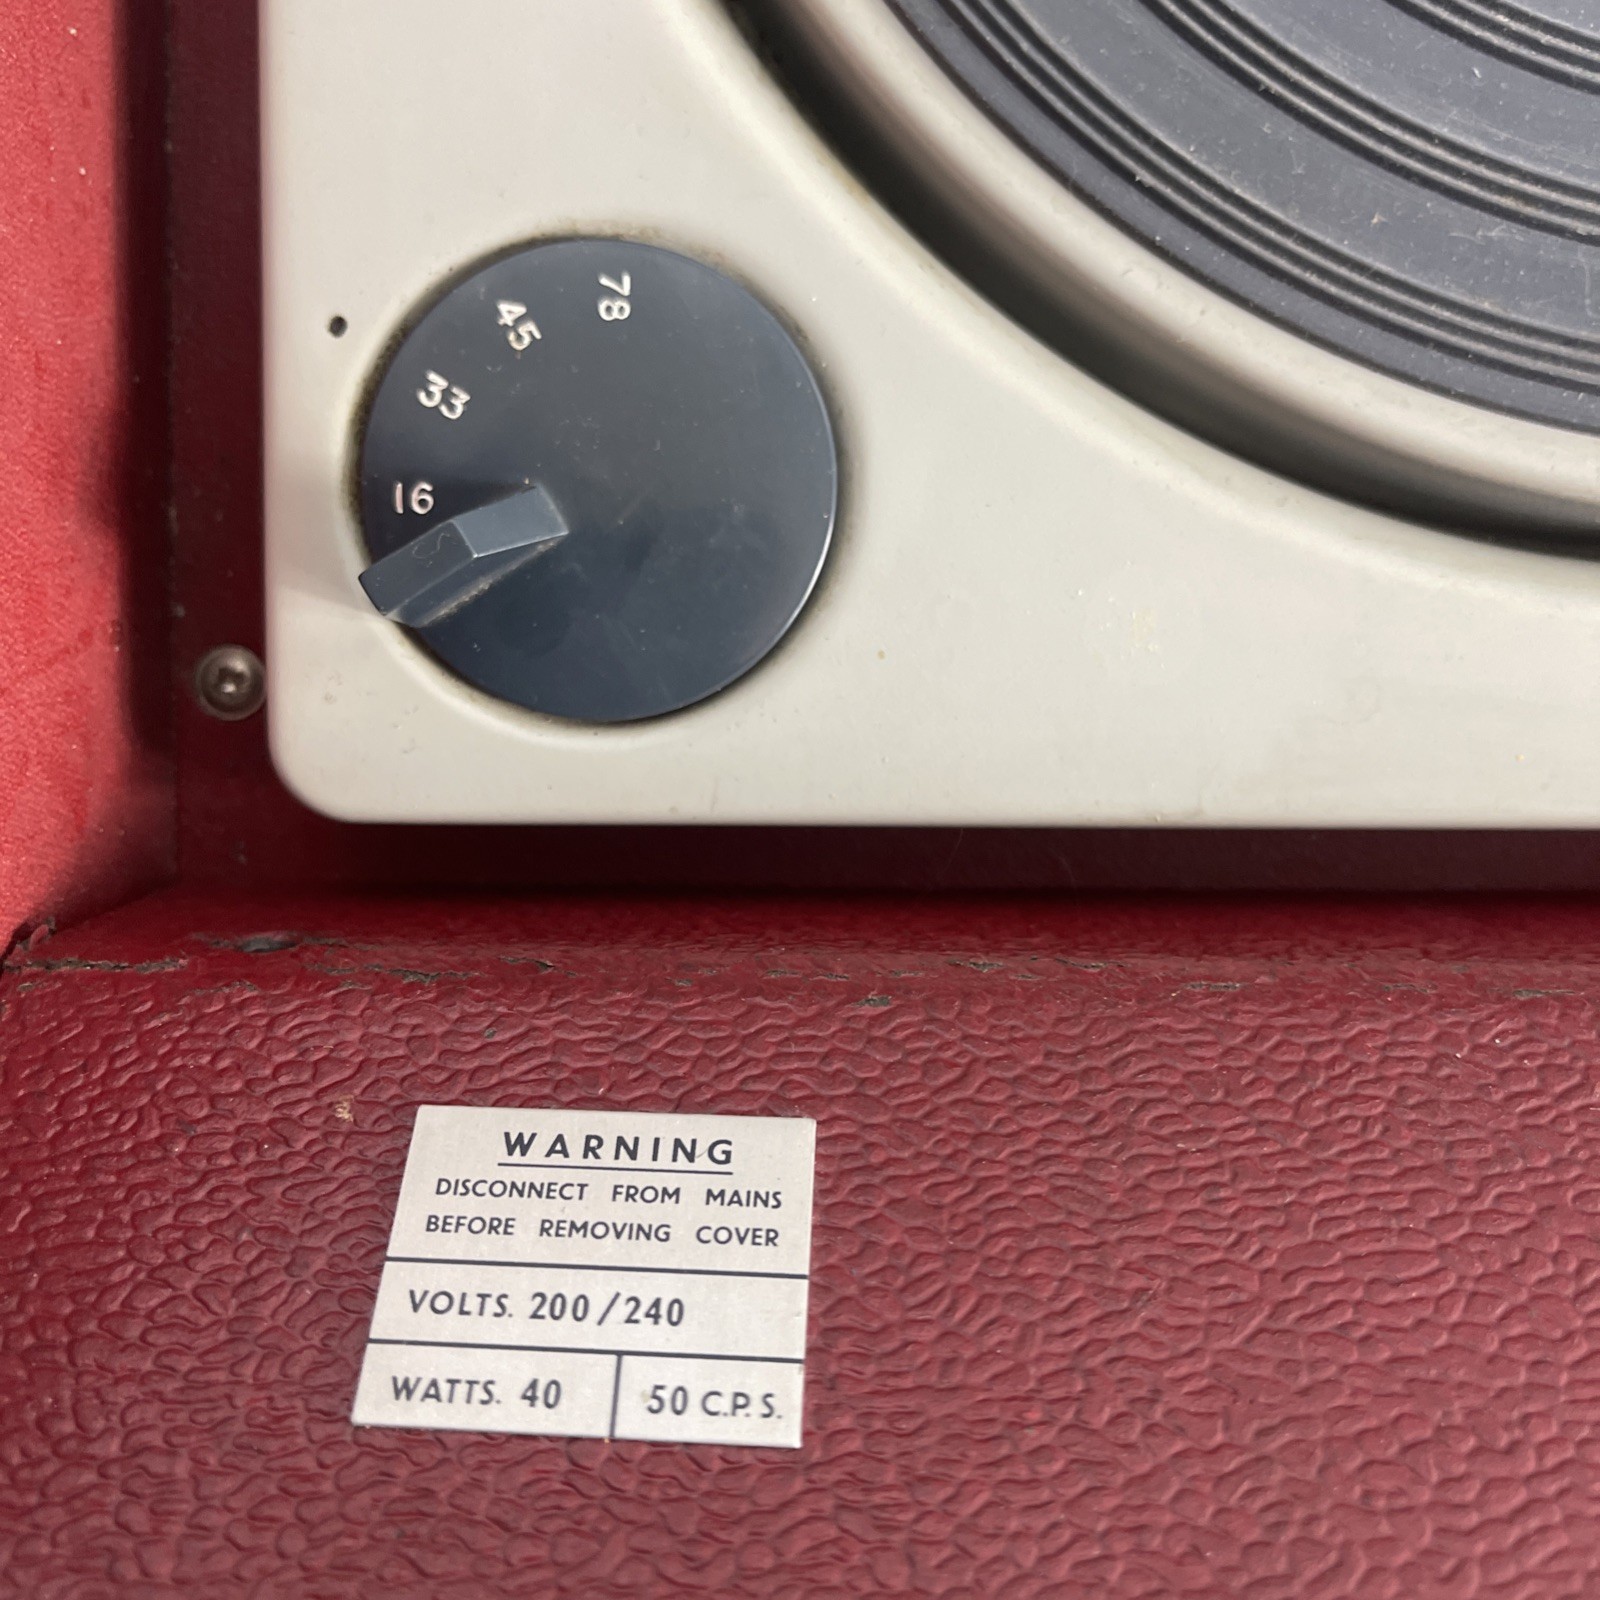 78
45
33
16
WARNING
DISCONNECT FROM MAINS
BEFORE REMOVING COVER
VOLTS. 200/240
WATTS. 40
50 C.P.S.